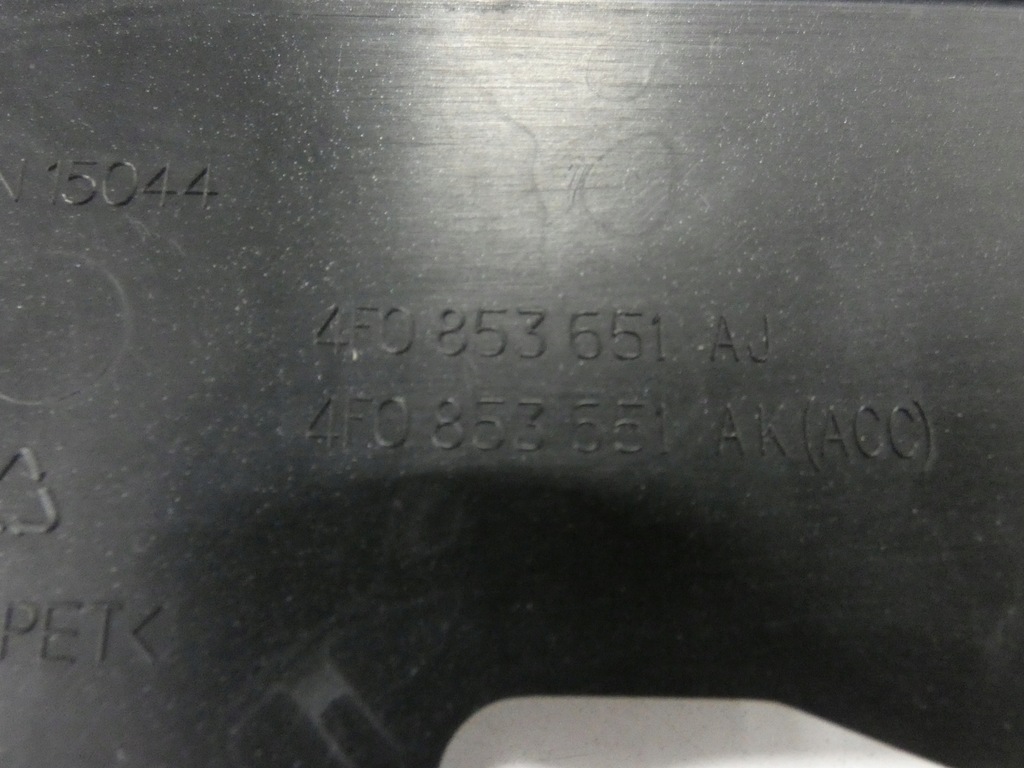 15044
4F0 853 651 AJ
4F0 853 651 AK (ACC)
PET<